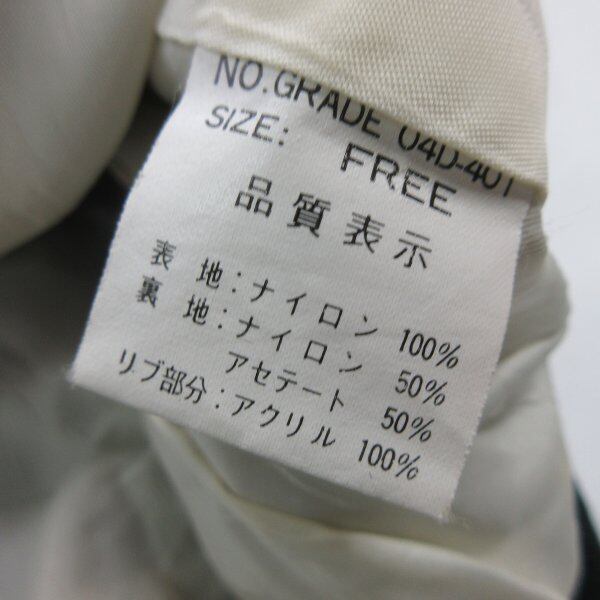 NO.GRADE 04D-401
SIZE: FREE
品質表示
表 地:ナイロン 100%
裏 地:ナイロン 50%
アセテート 50%
リブ部分:アクリル 100%